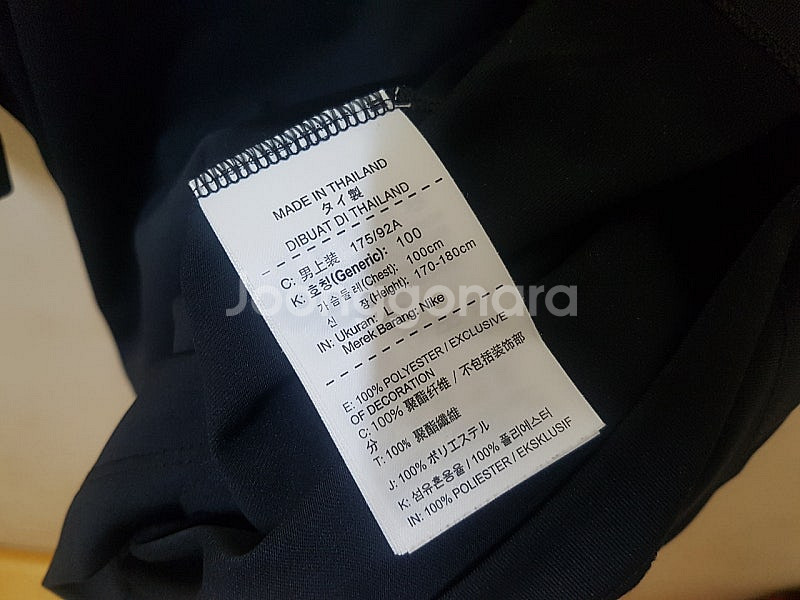 MADE IN THAILAND
タイ製
DIBUAT DI THAILAND
C: 男上装 175/92A
K: 호칭(Generic): 100
가슴둘레(Chest): 100cm
신 장(Height): 170-180cm
IN: Ukuran: L
Merek Barang: Nike
Joonggonara
E: 100% POLYESTER / EXCLUSIVE
OF DECORATION
C: 100% 聚酯纤维 / 不包括装饰部
分
T: 100% 聚酯纖維
J: 100% ポリエステル
K: 섬유혼용율 / 100% 폴리에스터
IN: 100% POLIESTER / EKSKLUSIF